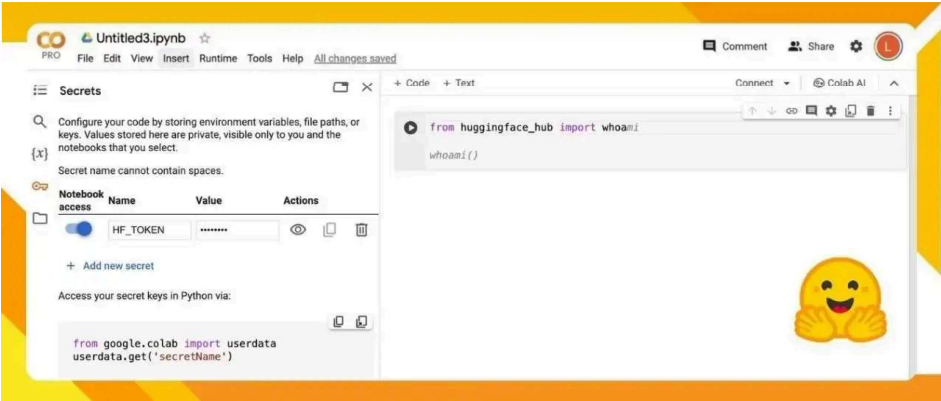 CO
PRO
Untitled3.ipynb
File Edit View Insert Runtime Tools Help All changes saved
Comment
Share
L
Secrets
Configure your code by storing environment variables, file paths, or
keys. Values stored here are private, visible only to you and the
notebooks that you select.
Secret name cannot contain spaces.
Notebook
access
Name
Value
Actions
HF_TOKEN
••••••••
+ Add new secret
Access your secret keys in Python via:
from google.colab import userdata
userdata.get('secretName')
{x}
+ Code + Text
Connect
Colab AI
from huggingface_hub import whoami
whoami()